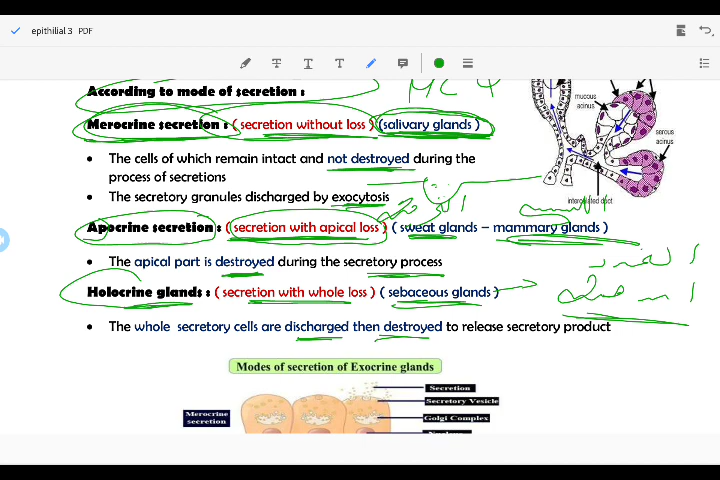 epithilial 3 PDF
According to mode of secretion :
MC
mucous
acinus
serous
acinus
Merocrine secretion : ( secretion without loss ) (salivary glands )
The cells of which remain intact and not destroyed during the
process of secretions
The secretory granules discharged by exocytosis
intercalated duct
Apocrine secretion : ( secretion with apical loss ) ( sweat glands – mammary glands )
The apical part is destroyed during the secretory process
Holocrine glands : ( secretion with whole loss ) ( sebaceous glands )
The whole secretory cells are discharged then destroyed to release secretory product
Modes of secretion of Exocrine glands
Secretion
Secretory Vesicle
Merocrine
secretion
Golgi Complex